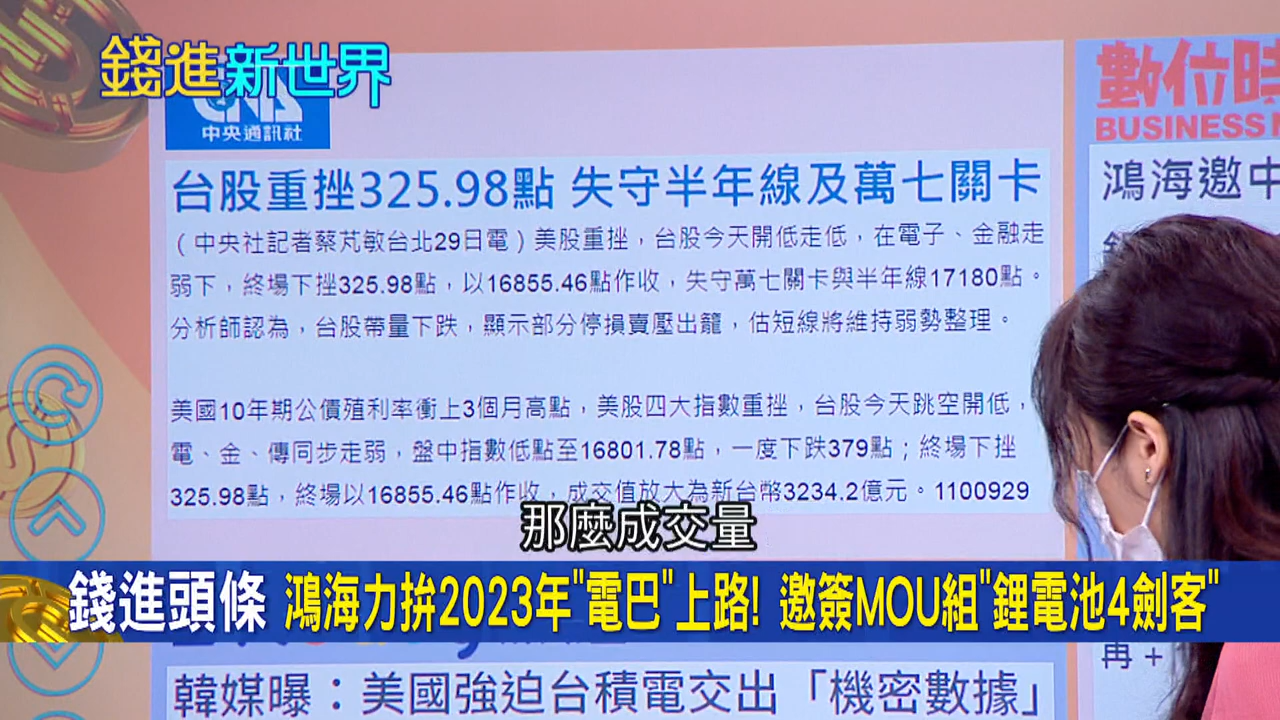 錢進新世界
CNA
中央通訊社
台股重挫325.98點 失守半年線及萬七關卡
（中央社記者蔡芃敏台北29日電）美股重挫，台股今天開低走低，在電子、金融走
弱下，終場下挫325.98點，以16855.46點作收，失守萬七關卡與半年線17180點。
分析師認為，台股帶量下跌，顯示部分停損賣壓出籠，估短線將維持弱勢整理。
美國10年期公債殖利率衝上3個月高點，美股四大指數重挫，台股今天跳空開低，
電、金、傳同步走弱，盤中指數低點至16801.78點，一度下跌379點；終場下挫
325.98點，終場以16855.46點作收，成交值放大為新台幣3234.2億元。1100929
數位時
BUSINESS
鴻海邀中
再+
那麼成交量
錢進頭條 鴻海力拚2023年"電巴"上路! 邀簽MOU組"鋰電池4劍客"
韓媒曝：美國強迫台積電交出「機密數據」